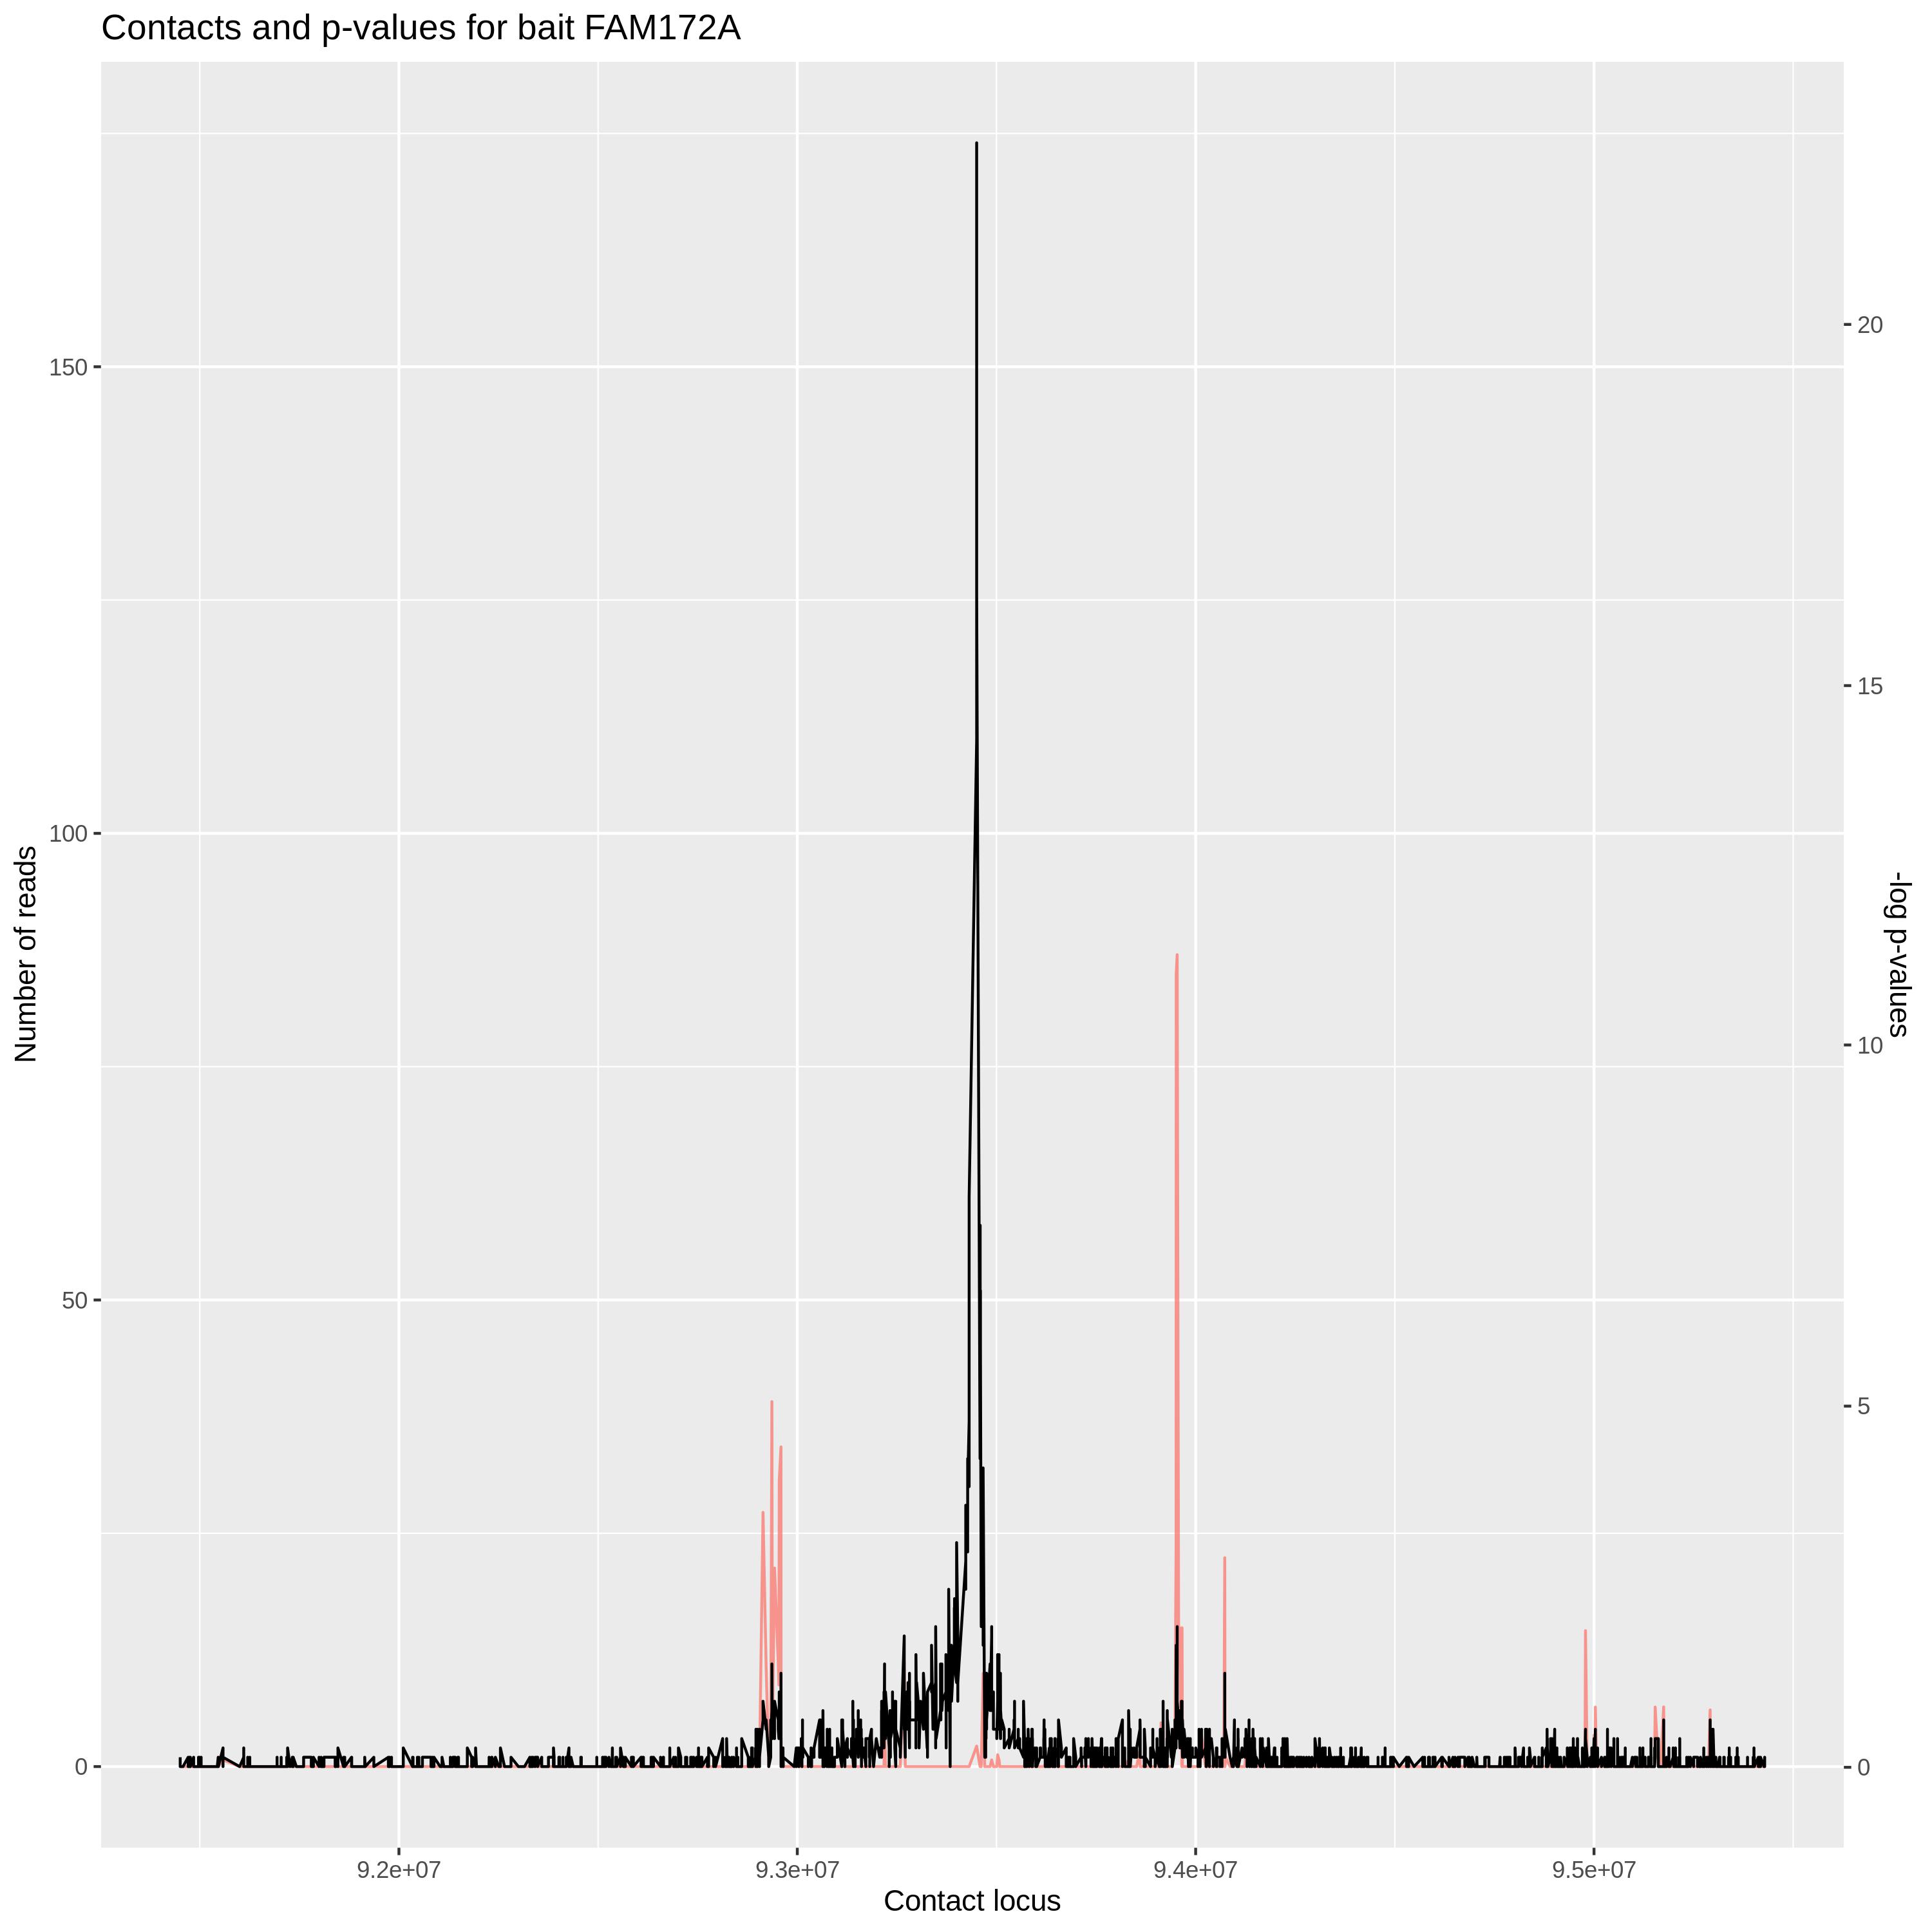 Contacts and p-values for bait FAM172A
150
100
50
0
Number of reads
20
15
10
5
0
-log p-values
9.2e+07
9.3e+07
9.4e+07
9.5e+07
Contact locus